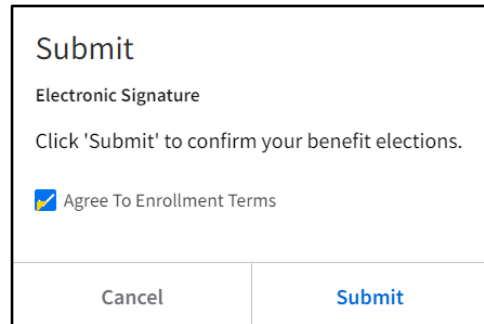 Submit
Electronic Signature
Click 'Submit' to confirm your benefit elections.
Agree To Enrollment Terms
Cancel
Submit